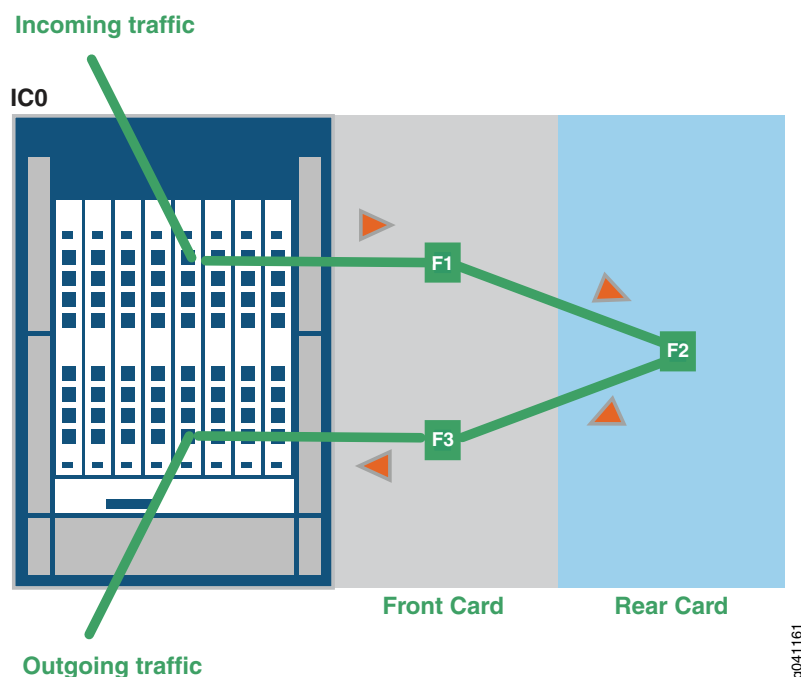 Incoming traffic
IC0
F1
F2
F3
Front Card
Rear Card
Outgoing traffic
g041161